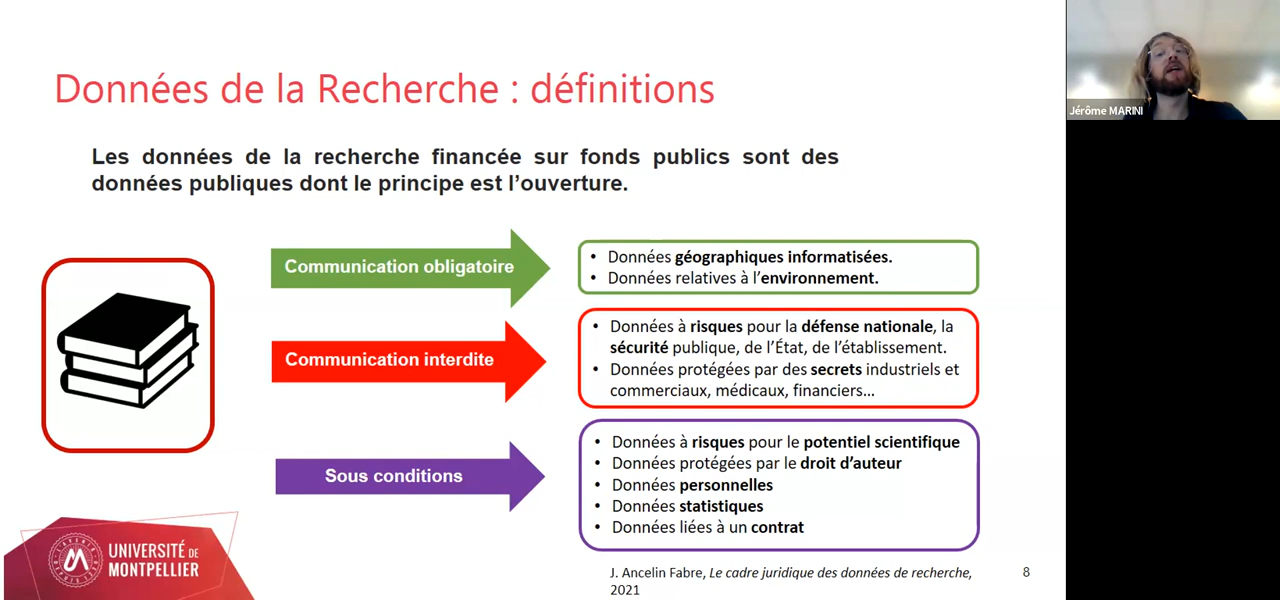 Données de la Recherche : définitions
Jérôme MARINI
Les données de la recherche financée sur fonds publics sont des
données publiques dont le principe est l’ouverture.
Communication obligatoire
• Données géographiques informatisées.
• Données relatives à l’environnement.
Communication interdite
• Données à risques pour la défense nationale, la
sécurité publique, de l’État, de l’établissement.
• Données protégées par des secrets industriels et
commerciaux, médicaux, financiers...
Sous conditions
• Données à risques pour le potentiel scientifique
• Données protégées par le droit d’auteur
• Données personnelles
• Données statistiques
• Données liées à un contrat
UNIVERSITÉ DE
MONTPELLIER
J. Ancelin Fabre, Le cadre juridique des données de recherche,
2021
8